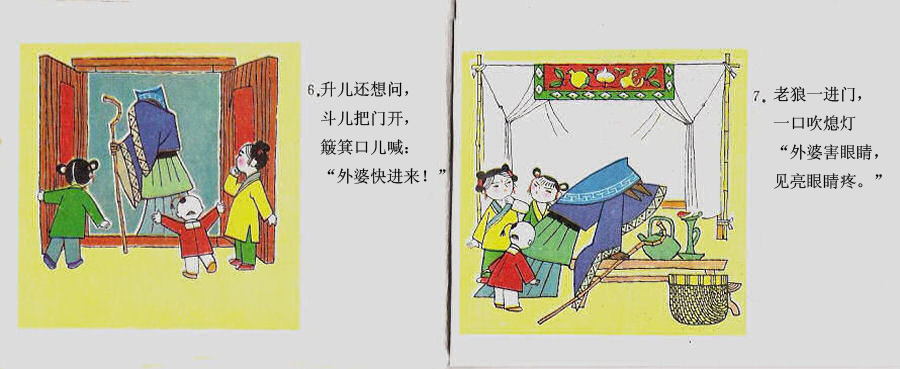 6.升儿还想问，
斗儿把门开，
簸箕口儿喊：
“外婆快进来！”
7. 老狼一进门，
一口吹熄灯
“外婆害眼睛，
见亮眼睛疼。”